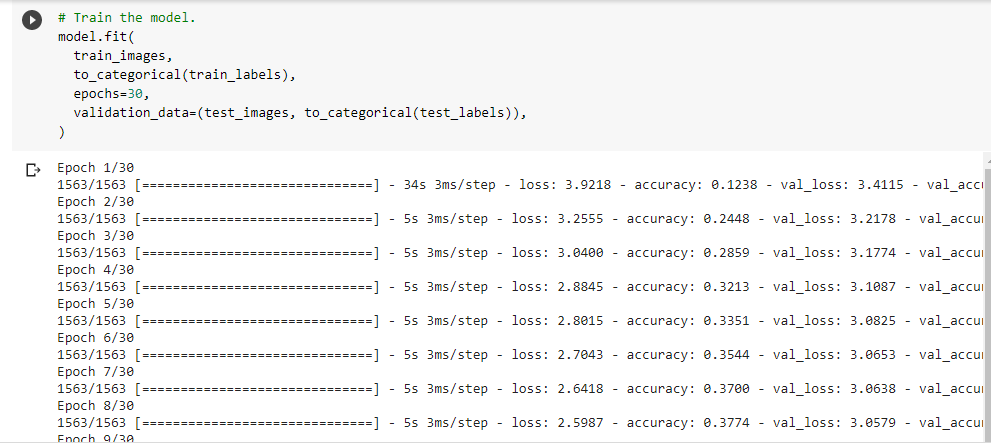 # Train the model.
model.fit(
  train_images,
  to_categorical(train_labels),
  epochs=30,
  validation_data=(test_images, to_categorical(test_labels)),
)
Epoch 1/30
1563/1563 [==============================] - 34s 3ms/step - loss: 3.9218 - accuracy: 0.1238 - val_loss: 3.4115 - val_acc
Epoch 2/30
1563/1563 [==============================] - 5s 3ms/step - loss: 3.2555 - accuracy: 0.2448 - val_loss: 3.2178 - val_accu
Epoch 3/30
1563/1563 [==============================] - 5s 3ms/step - loss: 3.0400 - accuracy: 0.2859 - val_loss: 3.1774 - val_accu
Epoch 4/30
1563/1563 [==============================] - 5s 3ms/step - loss: 2.8845 - accuracy: 0.3213 - val_loss: 3.1087 - val_accu
Epoch 5/30
1563/1563 [==============================] - 5s 3ms/step - loss: 2.8015 - accuracy: 0.3351 - val_loss: 3.0825 - val_accu
Epoch 6/30
1563/1563 [==============================] - 5s 3ms/step - loss: 2.7043 - accuracy: 0.3544 - val_loss: 3.0653 - val_accu
Epoch 7/30
1563/1563 [==============================] - 5s 3ms/step - loss: 2.6418 - accuracy: 0.3700 - val_loss: 3.0638 - val_accu
Epoch 8/30
1563/1563 [==============================] - 5s 3ms/step - loss: 2.5987 - accuracy: 0.3774 - val_loss: 3.0579 - val_accu
Epoch 9/30